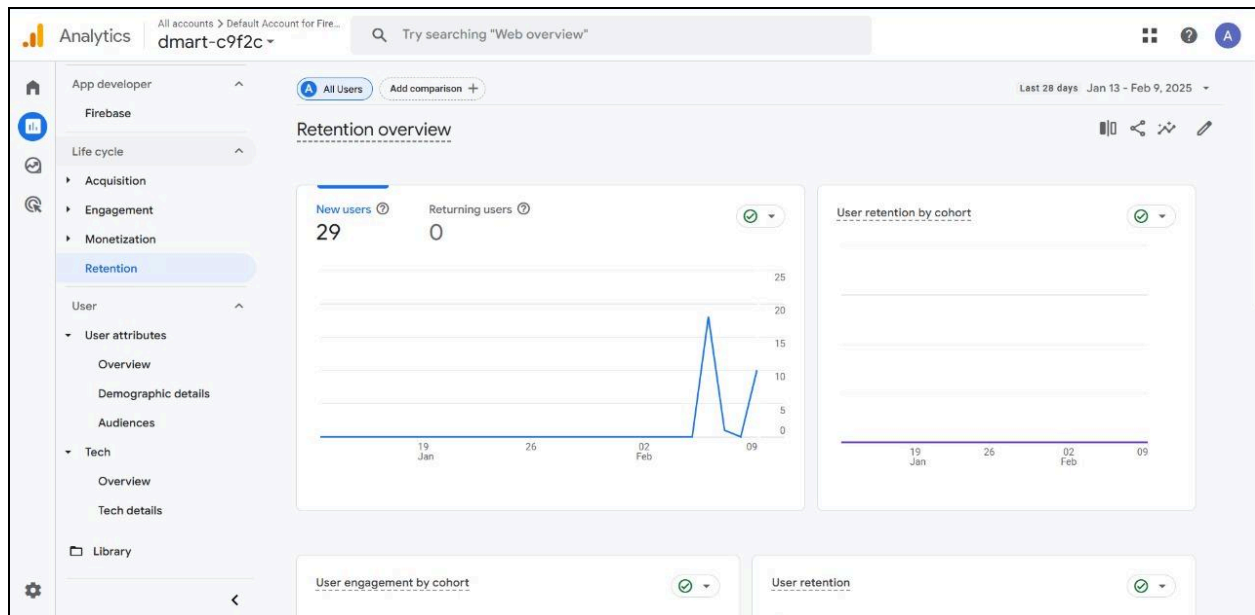 All accounts > Default Account for Fire...
Analytics
dmart-c9f2c
Try searching "Web overview"
A
App developer
Firebase
Life cycle
Acquisition
Engagement
Monetization
Retention
User
User attributes
Overview
Demographic details
Audiences
Tech
Overview
Tech details
Library
A All Users
Add comparison +
Last 28 days Jan 13 - Feb 9, 2025
Retention overview
New users
29
Returning users
0
25
20
15
10
5
0
19 Jan
26
02 Feb
09
User retention by cohort
19 Jan
26
02 Feb
09
User engagement by cohort
User retention